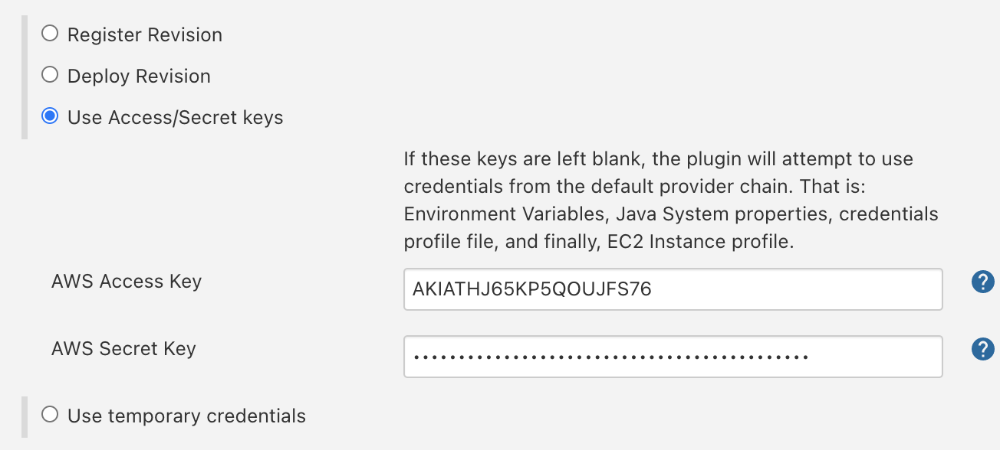 Register Revision
Deploy Revision
Use Access/Secret keys
If these keys are left blank, the plugin will attempt to use
credentials from the default provider chain. That is:
Environment Variables, Java System properties, credentials
profile file, and finally, EC2 Instance profile.
AWS Access Key
AKIATHJ65KP5QOUJFS76
?
AWS Secret Key
••••••••••••••••••••••••••••••••••••••••••••
?
Use temporary credentials